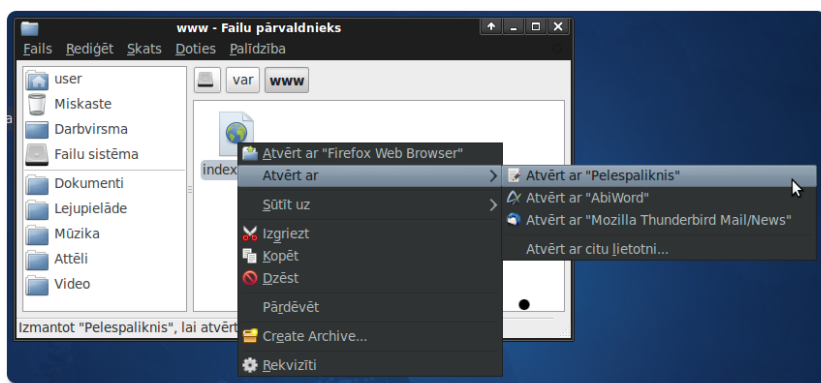 www - Failu pārvaldnieks
Fails Rediģēt Skats Doties Palīdzība
user
Miskaste
Darbvirsma
Failu sistēma
Dokumenti
Lejupielāde
Mūzika
Attēli
Video
var www
index
Atvērt ar "Firefox Web Browser"
Atvērt ar
Sūtīt uz
Izgriezt
Kopēt
Dzēst
Pārdēvēt
Create Archive...
Rekvizīti
Atvērt ar "Pelespaliknis"
Atvērt ar "AbiWord"
Atvērt ar "Mozilla Thunderbird Mail/News"
Atvērt ar citu lietotni...
Izmantot "Pelespaliknis", lai atvērt